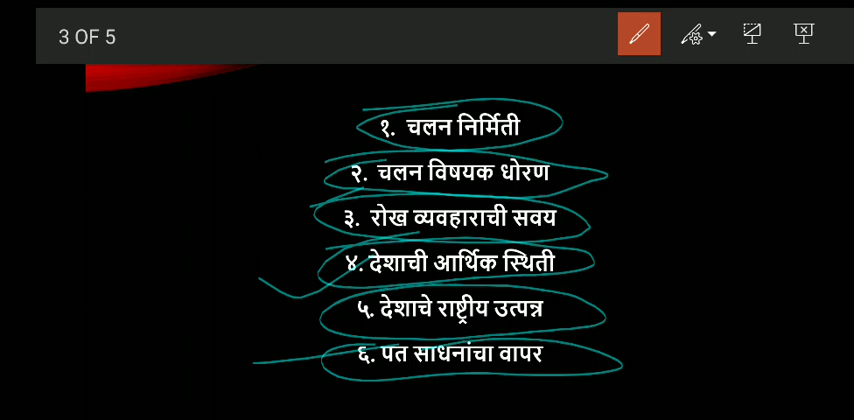 3 OF 5
१. चलन निर्मिती
२. चलन विषयक धोरण
३. रोख व्यवहाराची सवय
४. देशाची आर्थिक स्थिती
५. देशाचे राष्ट्रीय उत्पन्न
६. पत साधनांचा वापर